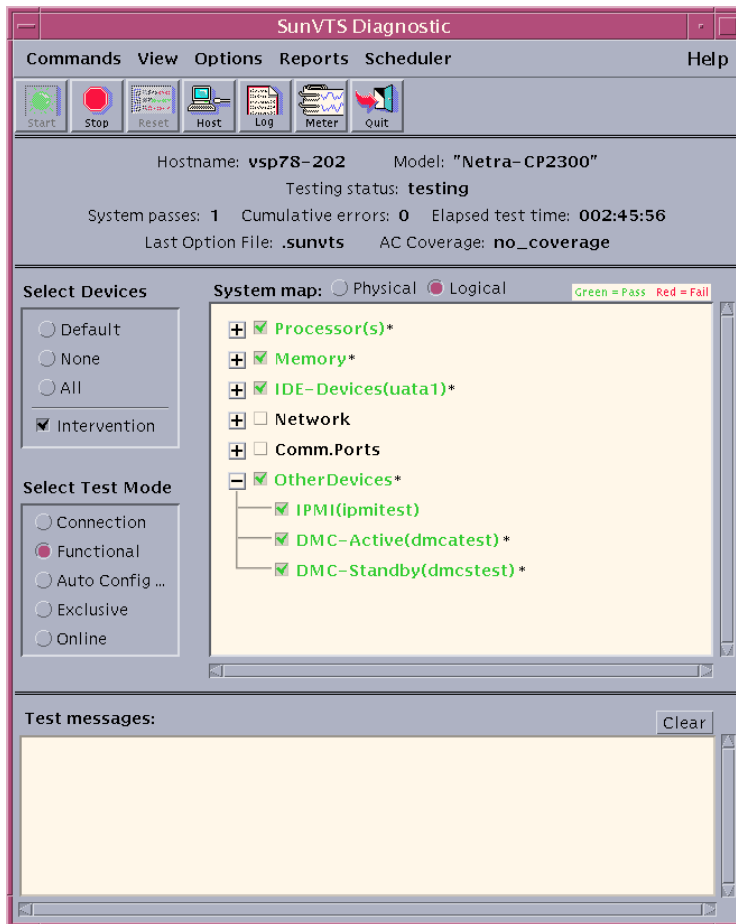 SunVTS Diagnostic
Commands View Options Reports Scheduler Help
Start Stop Reset Host Log Meter Quit
Hostname: vsp78-202 Model: "Netra-CP2300"
Testing status: testing
System passes: 1 Cumulative errors: 0 Elapsed test time: 002:45:56
Last Option File: .sunvts AC Coverage: no_coverage
Select Devices
Default
None
All
Intervention
Select Test Mode
Connection
Functional
Auto Config ...
Exclusive
Online
System map: Physical Logical Green = Pass Red = Fail
Processor(s)*
Memory*
IDE-Devices(uata1)*
Network
Comm.Ports
OtherDevices*
IPMI(ipmitest)
DMC-Active(dmcatest) *
DMC-Standby(dmcstest) *
Test messages: Clear